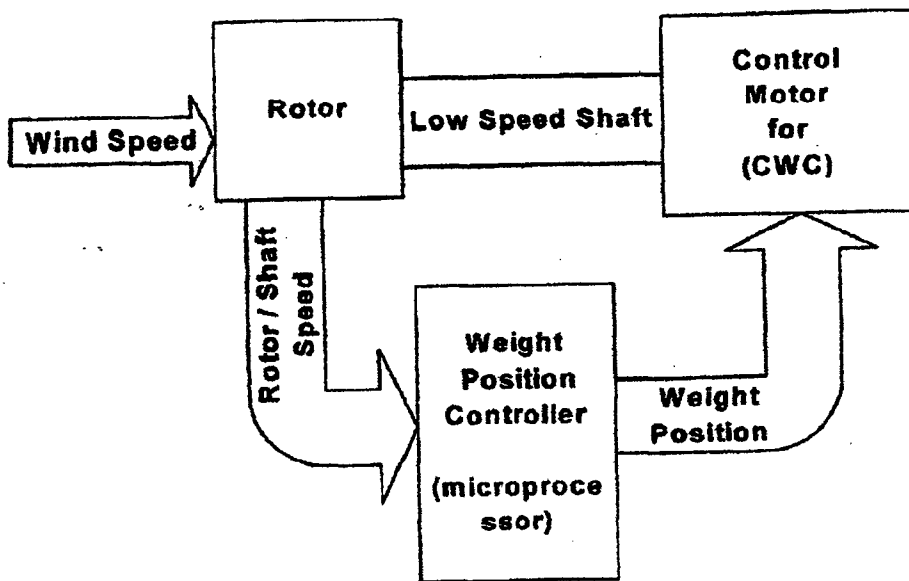 Wind Speed
Rotor
Low Speed Shaft
Control
Motor
for
(CWC)
Rotor / Shaft
Speed
Weight
Position
Controller
(microproce
ssor)
Weight
Position